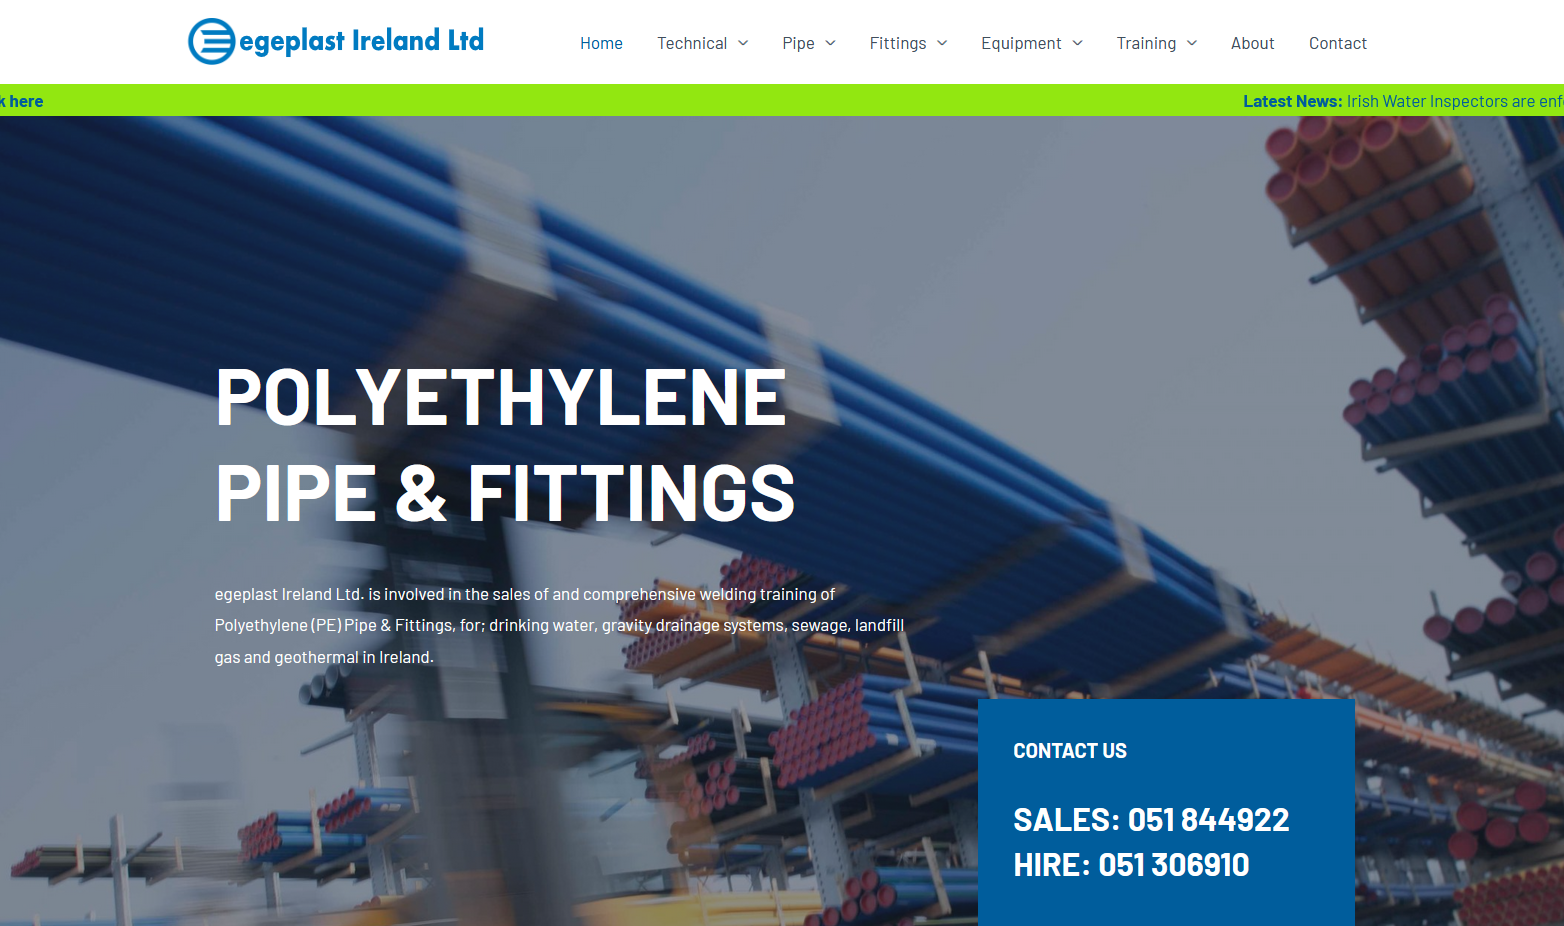 egeplast Ireland Ltd
Home Technical Pipe Fittings Equipment Training About Contact
k here
Latest News: Irish Water Inspectors are enf
POLYETHYLENE
PIPE & FITTINGS
egeplast Ireland Ltd. is involved in the sales of and comprehensive welding training of
Polyethylene (PE) Pipe & Fittings, for; drinking water, gravity drainage systems, sewage, landfill
gas and geothermal in Ireland.
CONTACT US
SALES: 051 844922
HIRE: 051 306910